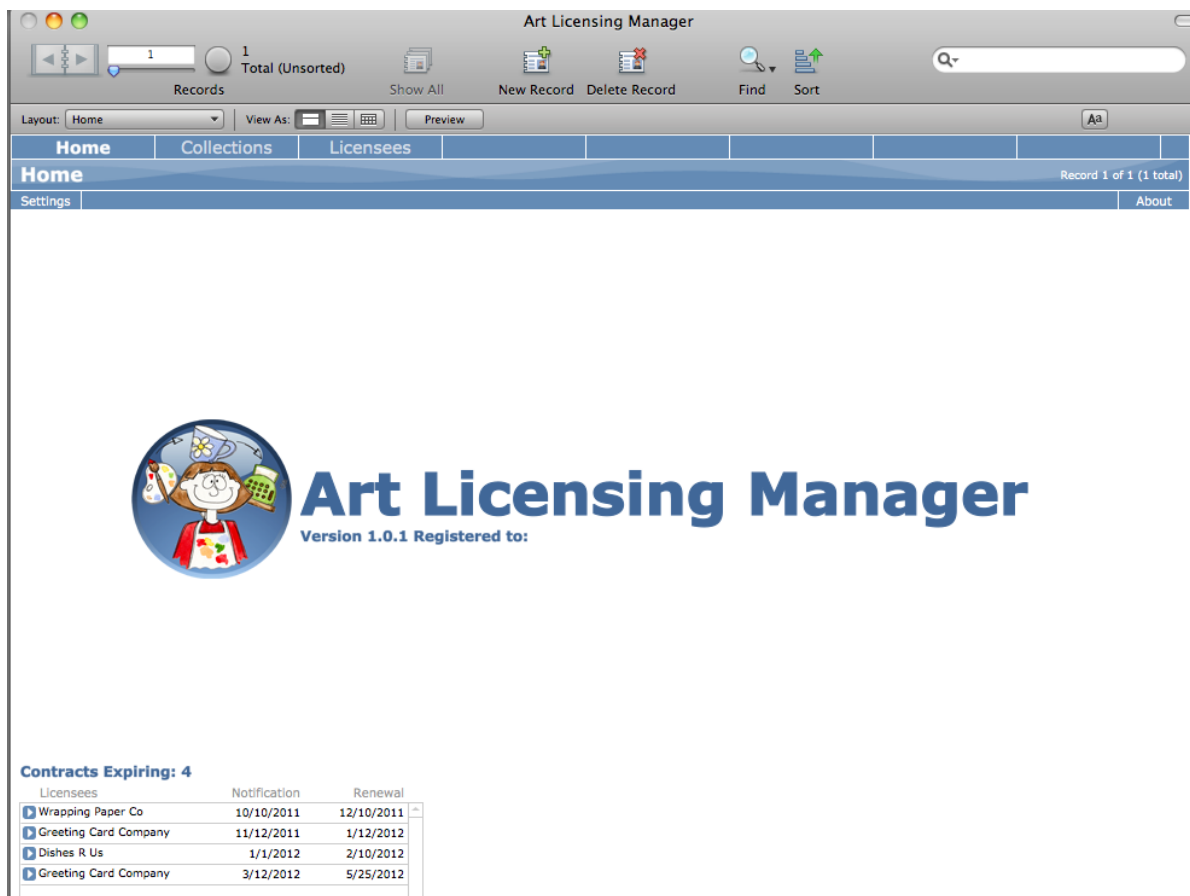 Art Licensing Manager
1
1
Total (Unsorted)
Records
Show All
New Record
Delete Record
Find
Sort
Layout: Home
View As:
Preview
Aa
Home
Collections
Licensees
Home
Record 1 of 1 (1 total)
Settings
About
Art Licensing Manager
Version 1.0.1 Registered to:
Contracts Expiring: 4
Licensees Notification Renewal
Wrapping Paper Co 10/10/2011 12/10/2011
Greeting Card Company 11/12/2011 1/12/2012
Dishes R Us 1/1/2012 2/10/2012
Greeting Card Company 3/12/2012 5/25/2012